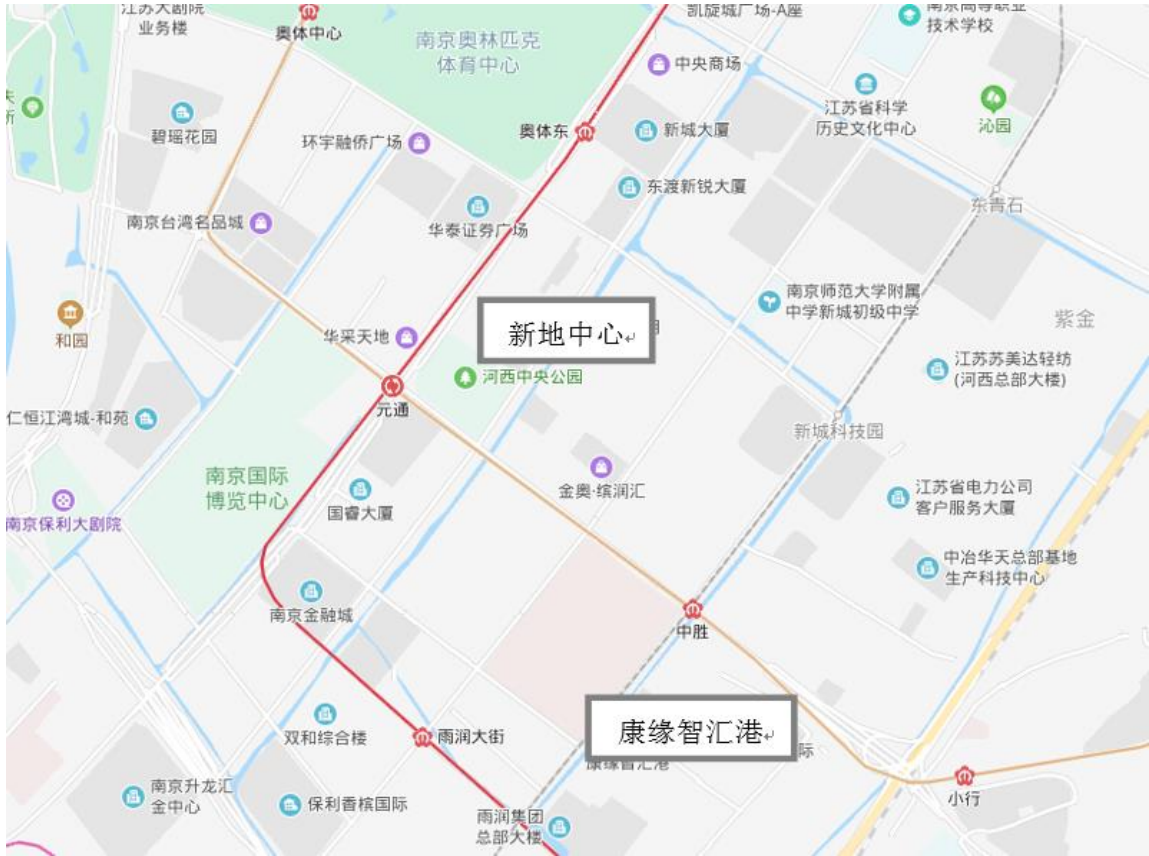 江苏大剧院
业务楼
奥体中心
南京奥林匹克
体育中心
凯旋城广场-A座
南京高等职业
技术学校
中央商场
江苏省科学
历史文化中心
沁园
碧瑶花园
环宇融侨广场
奥体东
新城大厦
东渡新锐大厦
东青石
南京台湾名品城
华泰证券广场
南京师范大学附属
中学新城初级中学
紫金
和园
华采天地
新地中心
河西中央公园
江苏苏美达轻纺
(河西总部大楼)
元通
仁恒江湾城-和苑
新城科技园
南京国际
博览中心
金奥·缤润汇
国睿大厦
江苏省电力公司
客户服务大厦
南京保利大剧院
中冶华天总部基地
生产科技中心
南京金融城
中胜
康缘智汇港
双和综合楼
雨润大街
康缘智汇港
际
南京升龙汇
金中心
保利香槟国际
小行
雨润集团
总部大楼